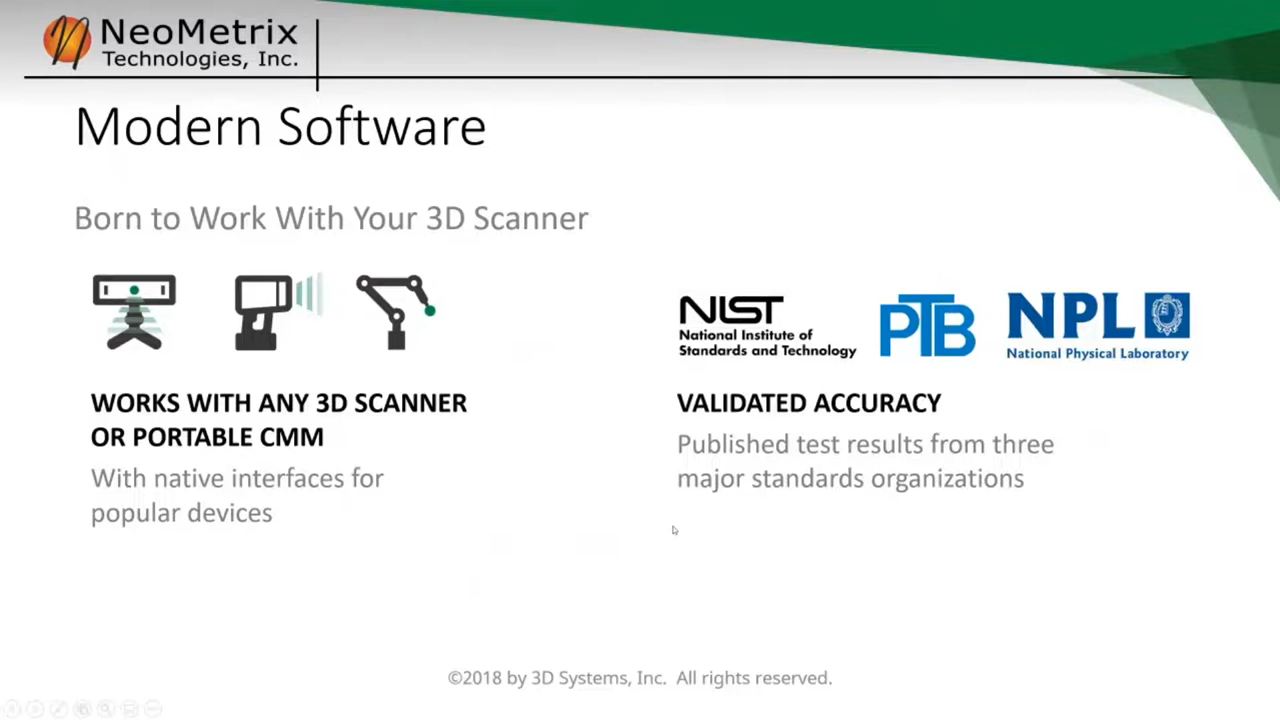 NeoMetrix
Technologies, Inc.
Modern Software
Born to Work With Your 3D Scanner
NIST
National Institute of
Standards and Technology
PTB
NPL
National Physical Laboratory
WORKS WITH ANY 3D SCANNER
OR PORTABLE CMM
With native interfaces for
popular devices
VALIDATED ACCURACY
Published test results from three
major standards organizations
©2018 by 3D Systems, Inc. All rights reserved.